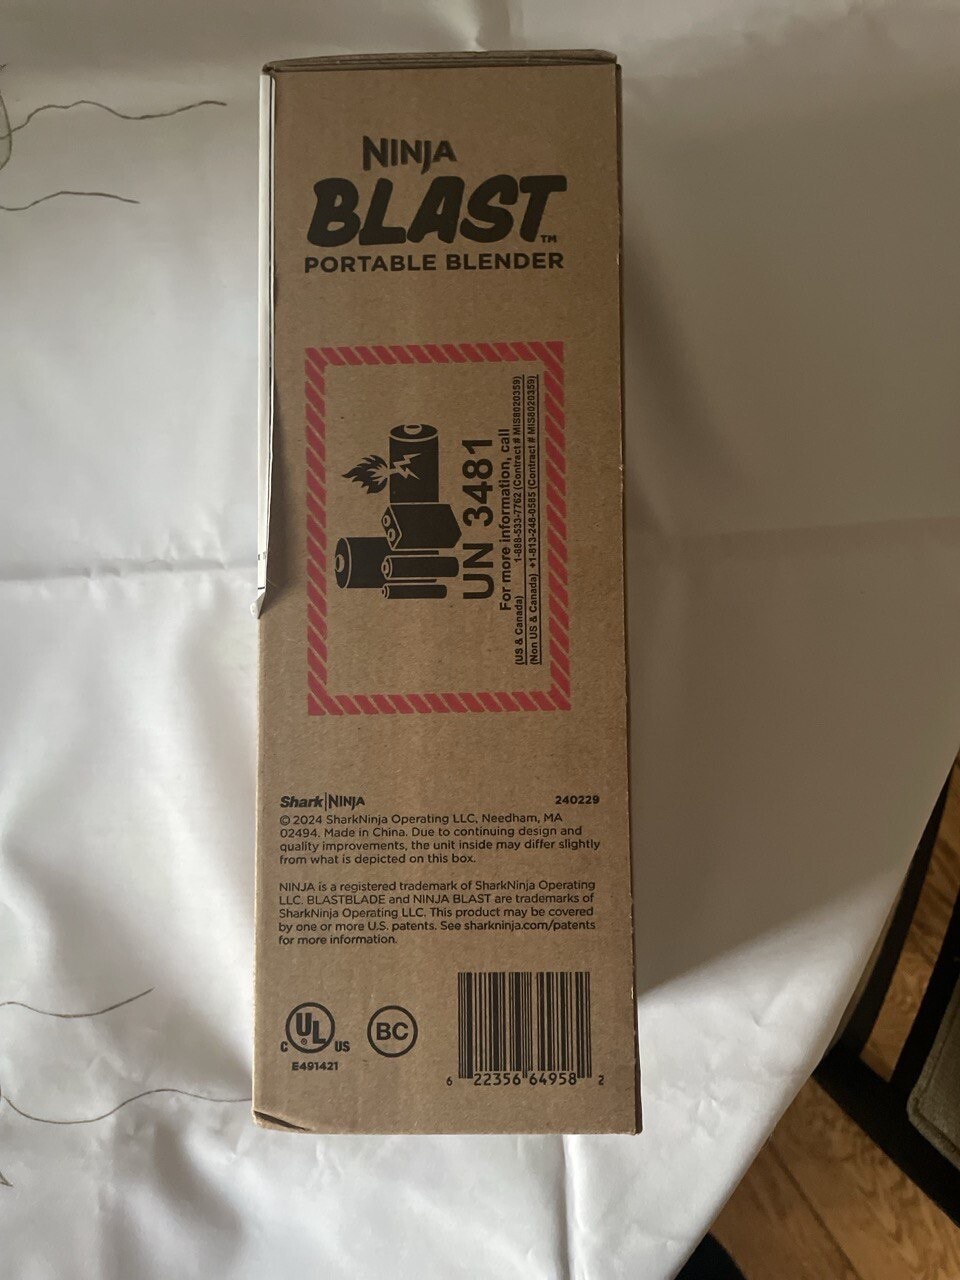 NINJA
BLAST™
PORTABLE BLENDER
UN 3481
For more information, call
(US & Canada) 1-888-533-7762 (Contract # MIS8020359)
(Non US & Canada) +1-813-248-0585 (Contract # MIS8020359)
Shark|NINJA 240229
© 2024 SharkNinja Operating LLC, Needham, MA
02494. Made in China. Due to continuing design and
quality improvements, the unit inside may differ slightly
from what is depicted on this box.
NINJA is a registered trademark of SharkNinja Operating
LLC. BLASTBLADE and NINJA BLAST are trademarks of
SharkNinja Operating LLC. This product may be covered
by one or more U.S. patents. See sharkninja.com/patents
for more information.
C UL® US
E491421
BC
6 22356 64958 2